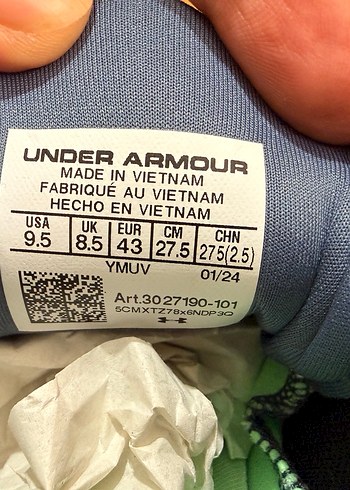 UNDER ARMOUR
MADE IN VIETNAM
FABRIQUÉ AU VIETNAM
HECHO EN VIETNAM
USA UK EUR CM CHN
9.5 8.5 43 27.5 275(2.5)
YMUV 01/24
Art.3027190-101
5CMXTZ78x6NDP3Q